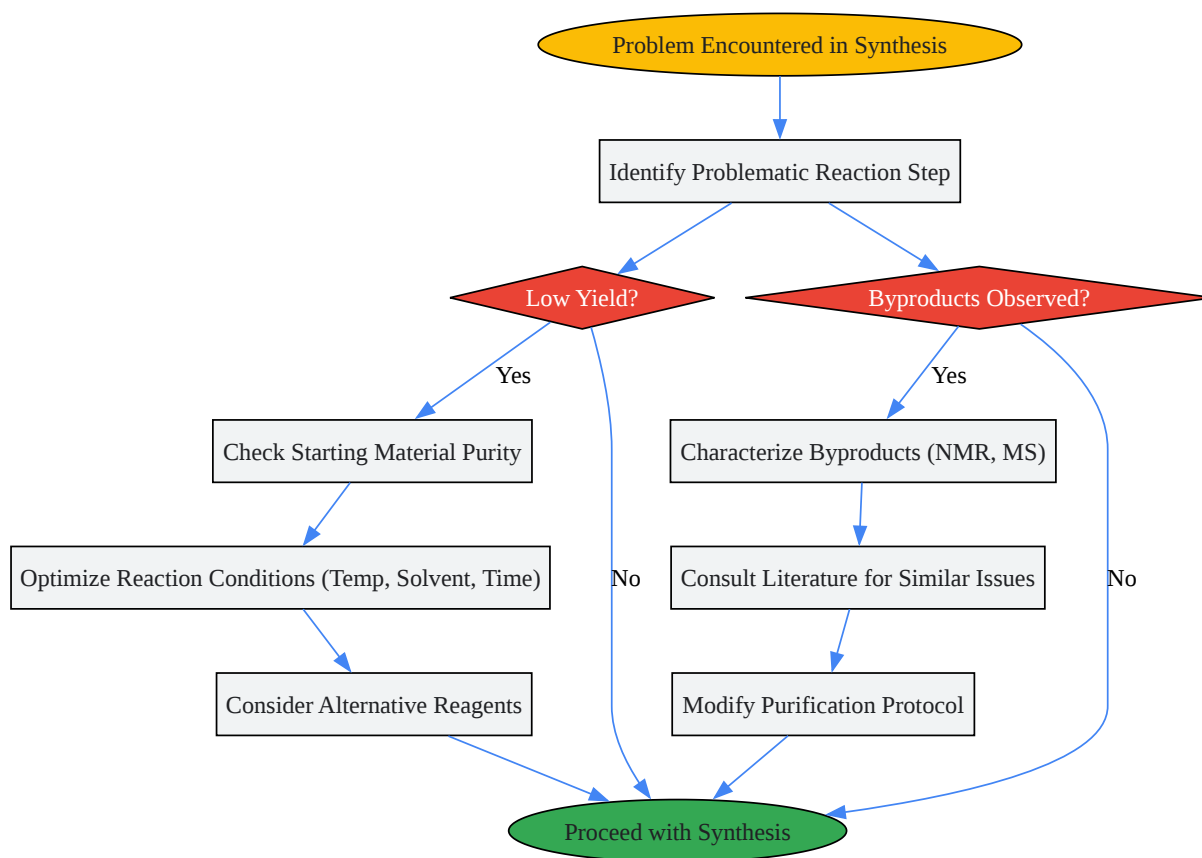 Problem Encountered in Synthesis
Identify Problematic Reaction Step
Low Yield?
Byproducts Observed?
Yes
Yes
Check Starting Material Purity
Characterize Byproducts (NMR, MS)
Optimize Reaction Conditions (Temp, Solvent, Time)
No
Consult Literature for Similar Issues
No
Consider Alternative Reagents
Modify Purification Protocol
Proceed with Synthesis